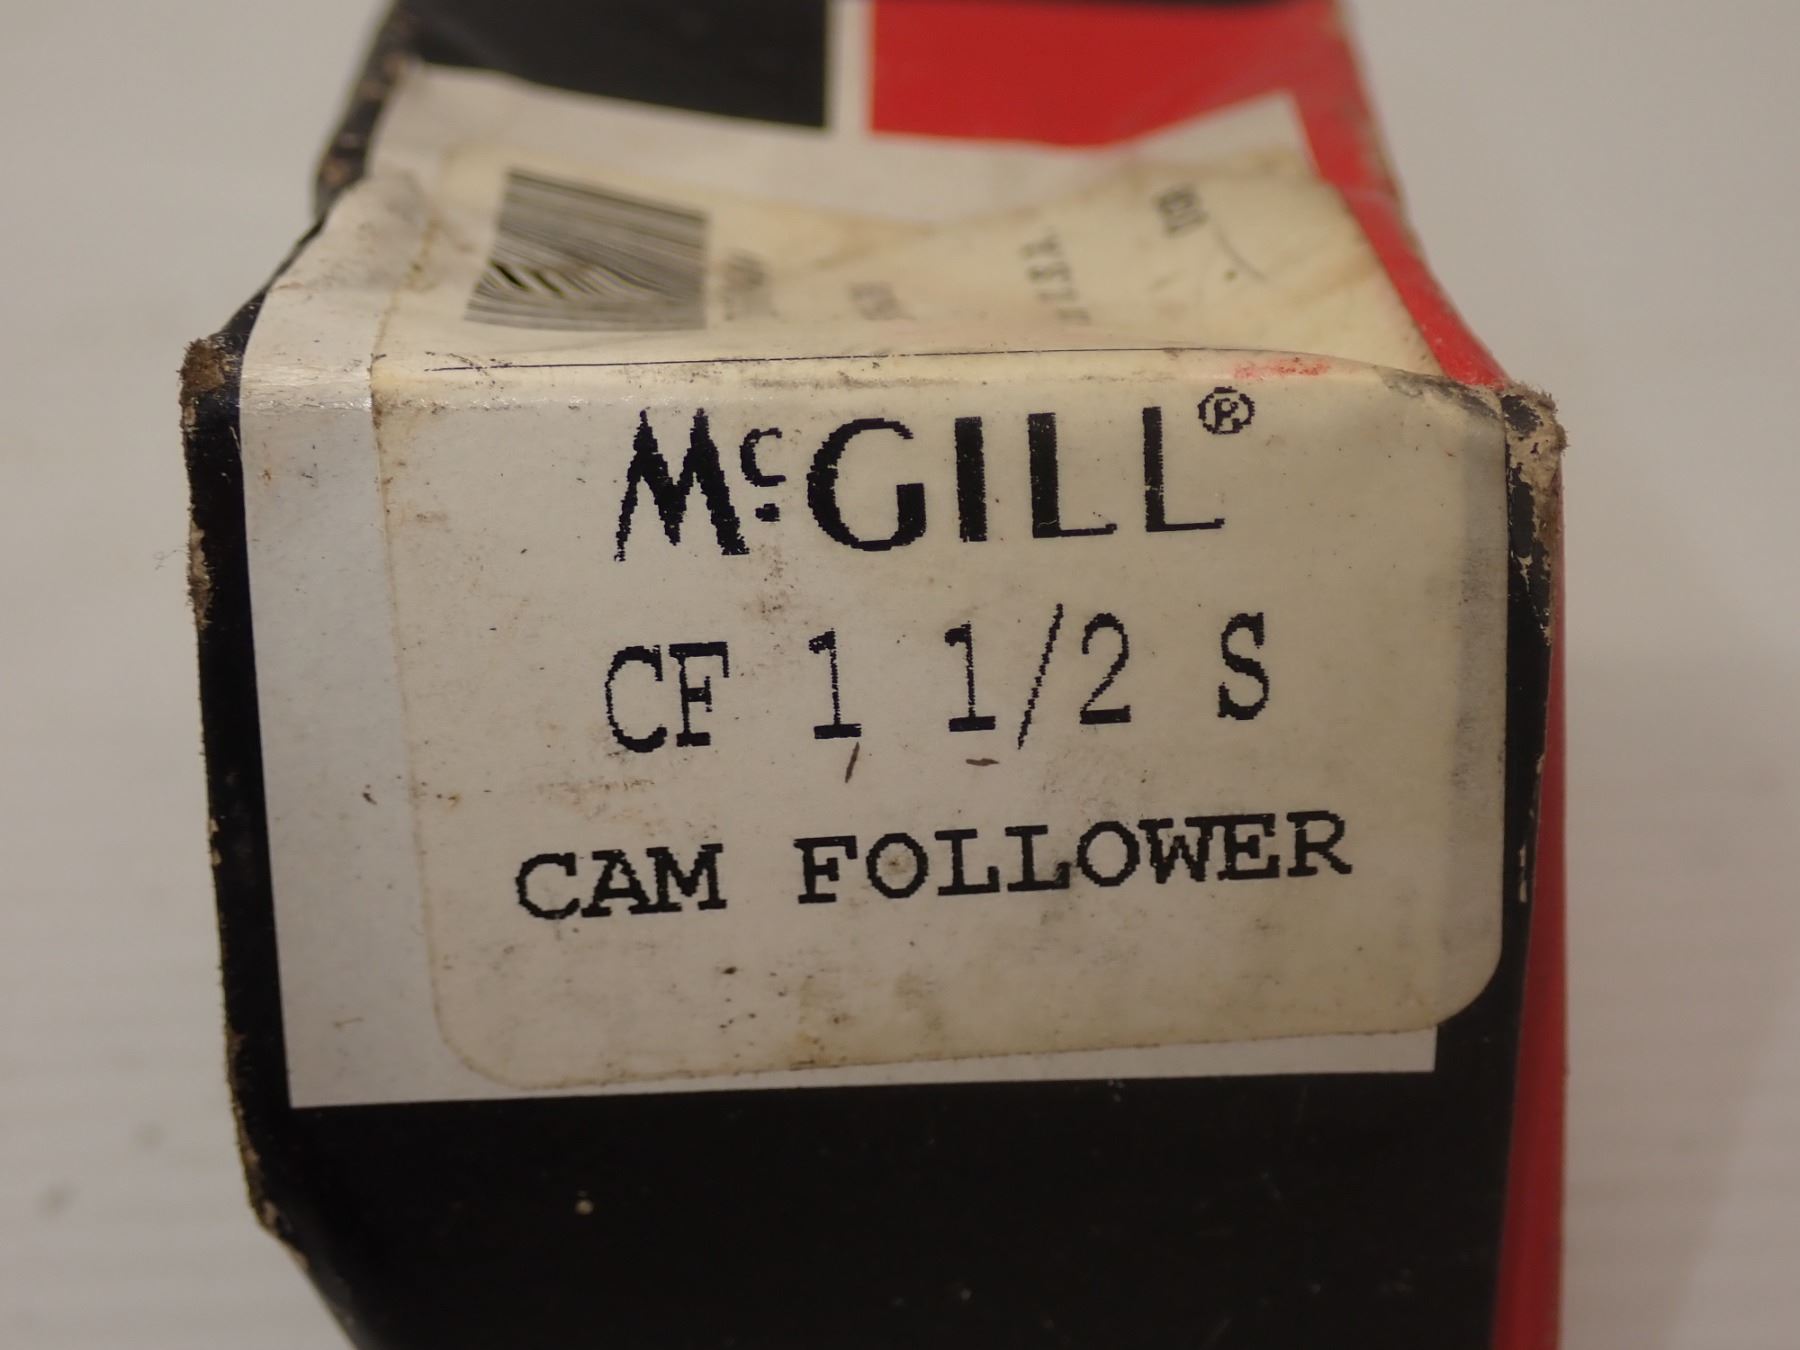 McGILL®
CF 1 1/2 S
CAM FOLLOWER